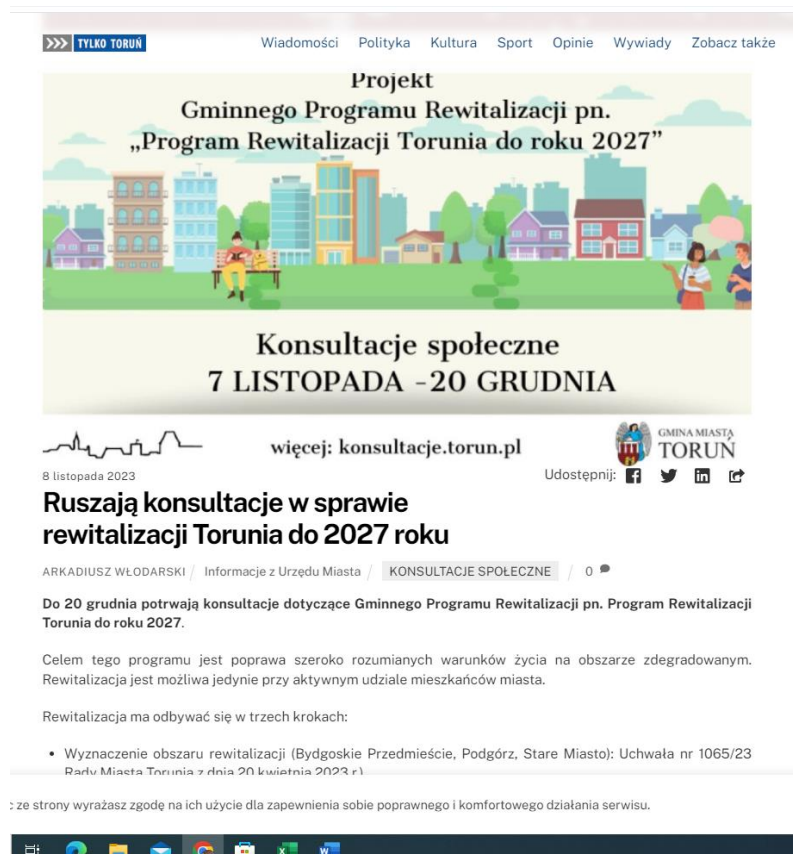 >>> TYLKO TORUŃ
Wiadomości Polityka Kultura Sport Opinie Wywiady Zobacz także
Projekt
Gminnego Programu Rewitalizacji pn.
„Program Rewitalizacji Torunia do roku 2027”
Konsultacje społeczne
7 LISTOPADA - 20 GRUDNIA
więcej: konsultacje.torun.pl
GMINA MIASTA
TORUŃ
8 listopada 2023
Udostępnij:
Ruszają konsultacje w sprawie
rewitalizacji Torunia do 2027 roku
ARKADIUSZ WŁODARSKI / Informacje z Urzędu Miasta / KONSULTACJE SPOŁECZNE / 0
Do 20 grudnia potrwają konsultacje dotyczące Gminnego Programu Rewitalizacji pn. Program Rewitalizacji
Torunia do roku 2027.
Celem tego programu jest poprawa szeroko rozumianych warunków życia na obszarze zdegradowanym.
Rewitalizacja jest możliwa jedynie przy aktywnym udziale mieszkańców miasta.
Rewitalizacja ma odbywać się w trzech krokach:
• Wyznaczenie obszaru rewitalizacji (Bydgoskie Przedmieście, Podgórz, Stare Miasto): Uchwała nr 1065/23
Rady Miasta Torunia z dnia 20 kwietnia 2023 r.)
ze strony wyrażasz zgodę na ich użycie dla zapewnienia sobie poprawnego i komfortowego działania serwisu.